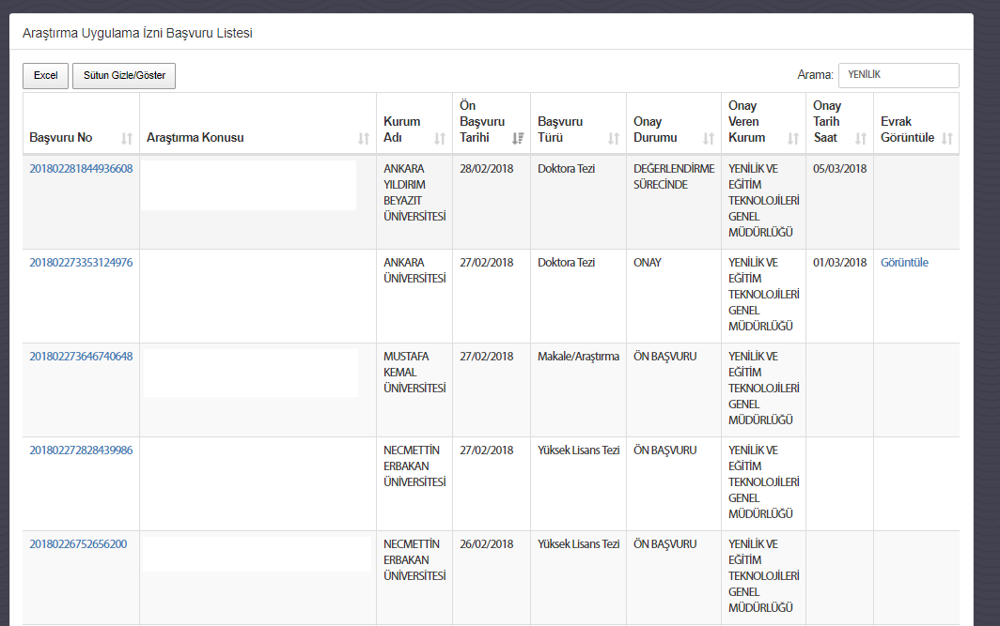 Araştırma Uygulama İzni Başvuru Listesi
Excel
Sütun Gizle/Göster
Arama:
YENİLİK
Başvuru No
Araştırma Konusu
Kurum
Adı
Ön
Başvuru
Tarihi
Başvuru
Türü
Onay
Durumu
Onay
Veren
Kurum
Onay
Tarih
Saat
Evrak
Görüntüle
201802281844936608
ANKARA
YILDIRIM
BEYAZIT
ÜNİVERSİTESİ
28/02/2018
Doktora Tezi
DEĞERLENDİRME
SÜRECİNDE
YENİLİK VE
EĞİTİM
TEKNOLOJİLERİ
GENEL
MÜDÜRLÜĞÜ
05/03/2018
201802273353124976
ANKARA
ÜNİVERSİTESİ
27/02/2018
Doktora Tezi
ONAY
YENİLİK VE
EĞİTİM
TEKNOLOJİLERİ
GENEL
MÜDÜRLÜĞÜ
01/03/2018
Görüntüle
201802273646740648
MUSTAFA
KEMAL
ÜNİVERSİTESİ
27/02/2018
Makale/Araştırma
ÖN BAŞVURU
YENİLİK VE
EĞİTİM
TEKNOLOJİLERİ
GENEL
MÜDÜRLÜĞÜ
201802272828439986
NECMETTİN
ERBAKAN
ÜNİVERSİTESİ
27/02/2018
Yüksek Lisans Tezi
ÖN BAŞVURU
YENİLİK VE
EĞİTİM
TEKNOLOJİLERİ
GENEL
MÜDÜRLÜĞÜ
20180226752656200
NECMETTİN
ERBAKAN
ÜNİVERSİTESİ
26/02/2018
Yüksek Lisans Tezi
ÖN BAŞVURU
YENİLİK VE
EĞİTİM
TEKNOLOJİLERİ
GENEL
MÜDÜRLÜĞÜ